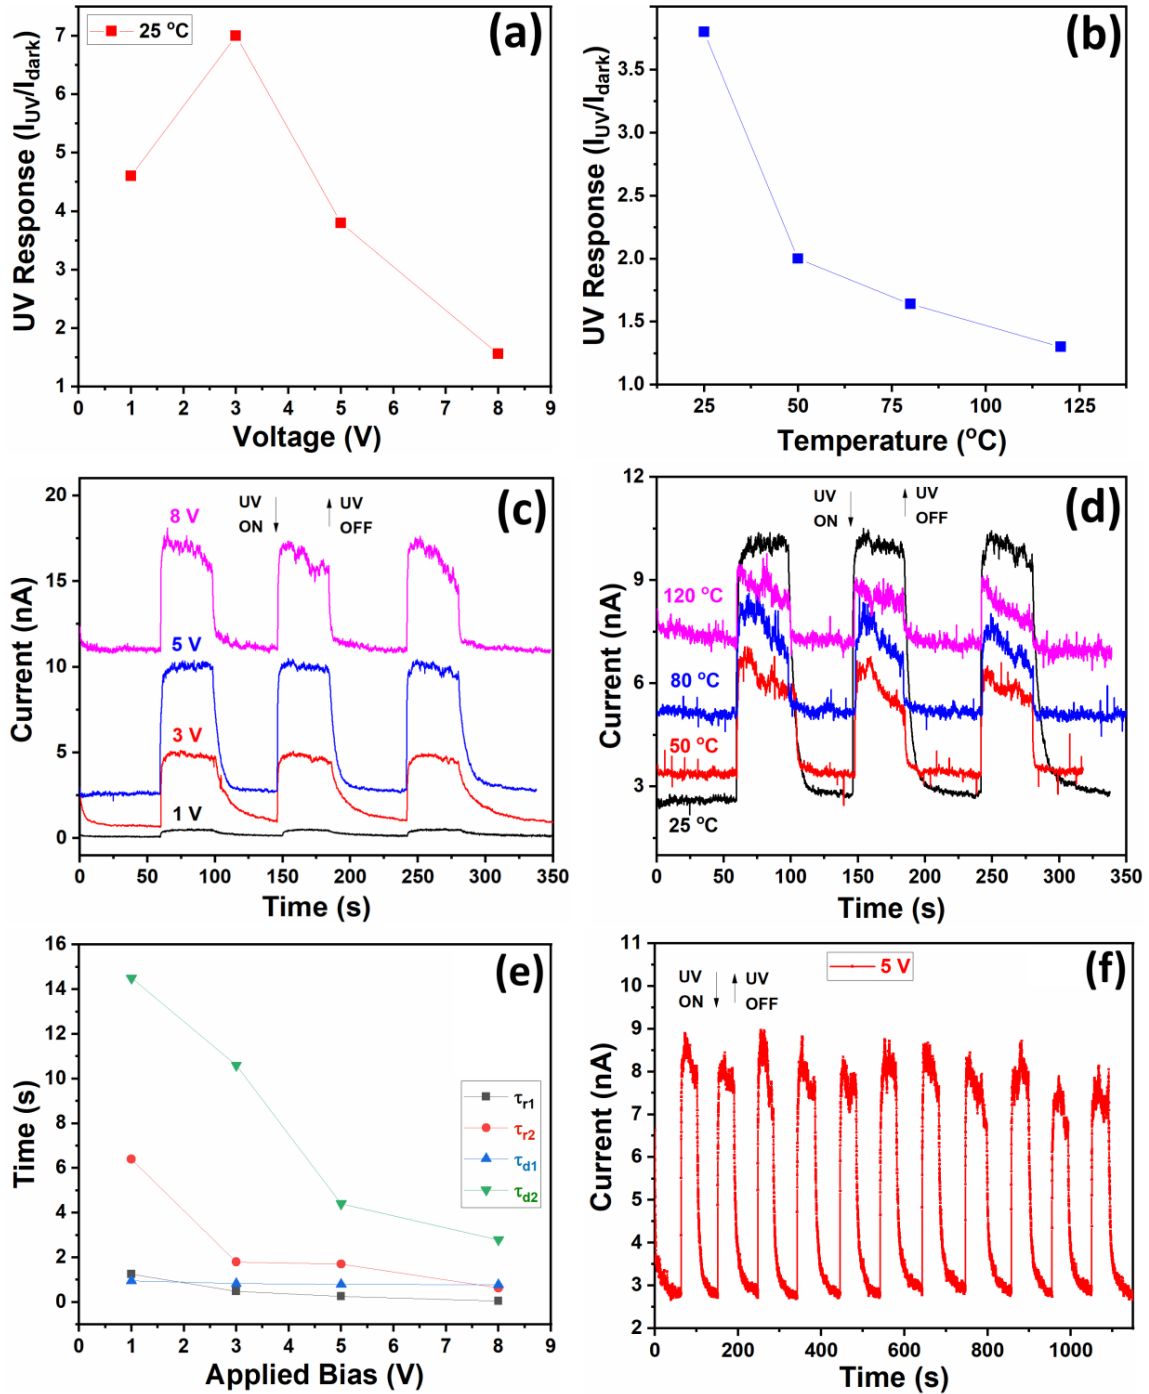 (a)
25 °C
UV Response (I_UV/I_dark)
7
6
5
4
3
2
1
0 1 2 3 4 5 6 7 8 9
Voltage (V)
(b)
UV Response (I_UV/I_dark)
3.5
3.0
2.5
2.0
1.5
1.0
25 50 75 100 125
Temperature (°C)
(c)
Current (nA)
20
15
10
5
0
UV UV
ON OFF
8 V
5 V
3 V
1 V
0 50 100 150 200 250 300 350
Time (s)
(d)
Current (nA)
12
9
6
3
UV UV
ON OFF
120 °C
80 °C
50 °C
25 °C
0 50 100 150 200 250 300 350
Time (s)
(e)
Time (s)
16
14
12
10
8
6
4
2
0
τr1
τr2
τd1
τd2
0 1 2 3 4 5 6 7 8 9
Applied Bias (V)
(f)
5 V
UV UV
ON OFF
Current (nA)
11
10
9
8
7
6
5
4
3
2
0 200 400 600 800 1000
Time (s)